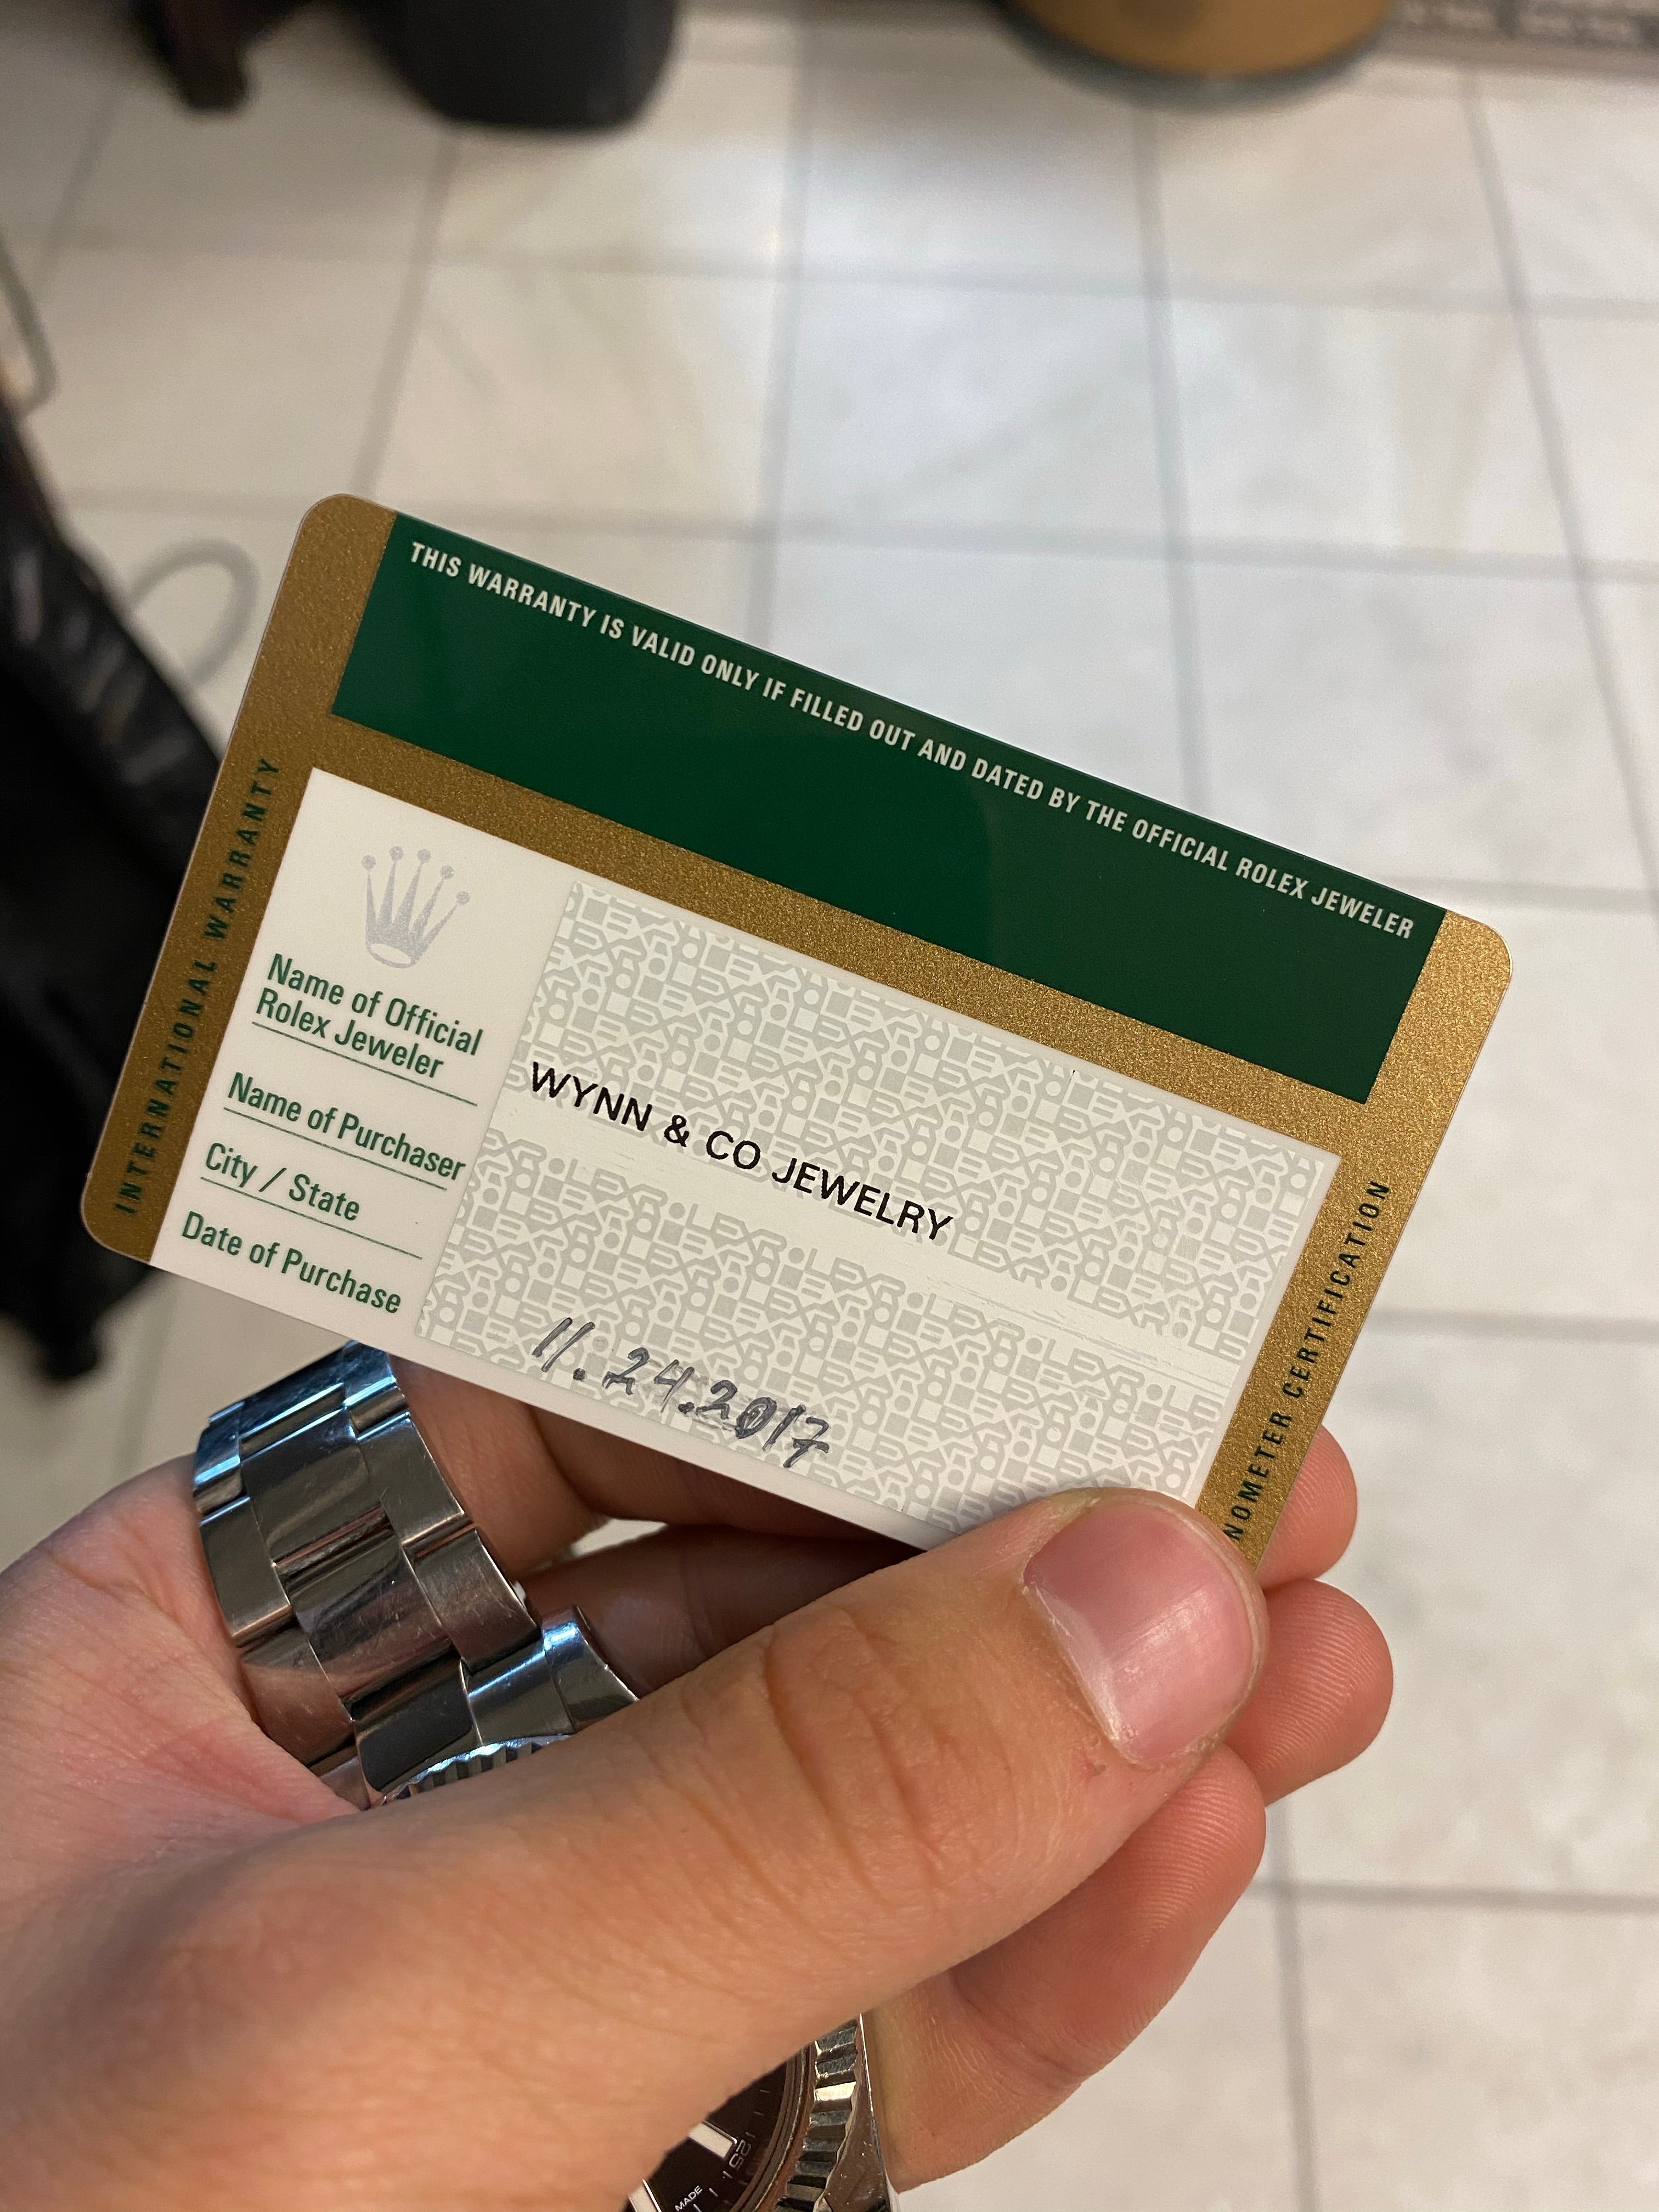 THIS WARRANTY IS VALID ONLY IF FILLED OUT AND DATED BY THE OFFICIAL ROLEX JEWELER
INTERNATIONAL WARRANTY
Name of Official
Rolex Jeweler
WYNN & CO JEWELRY
Name of Purchaser
City / State
Date of Purchase
11.24.2017
NOMETER CERTIFICATION
MADE